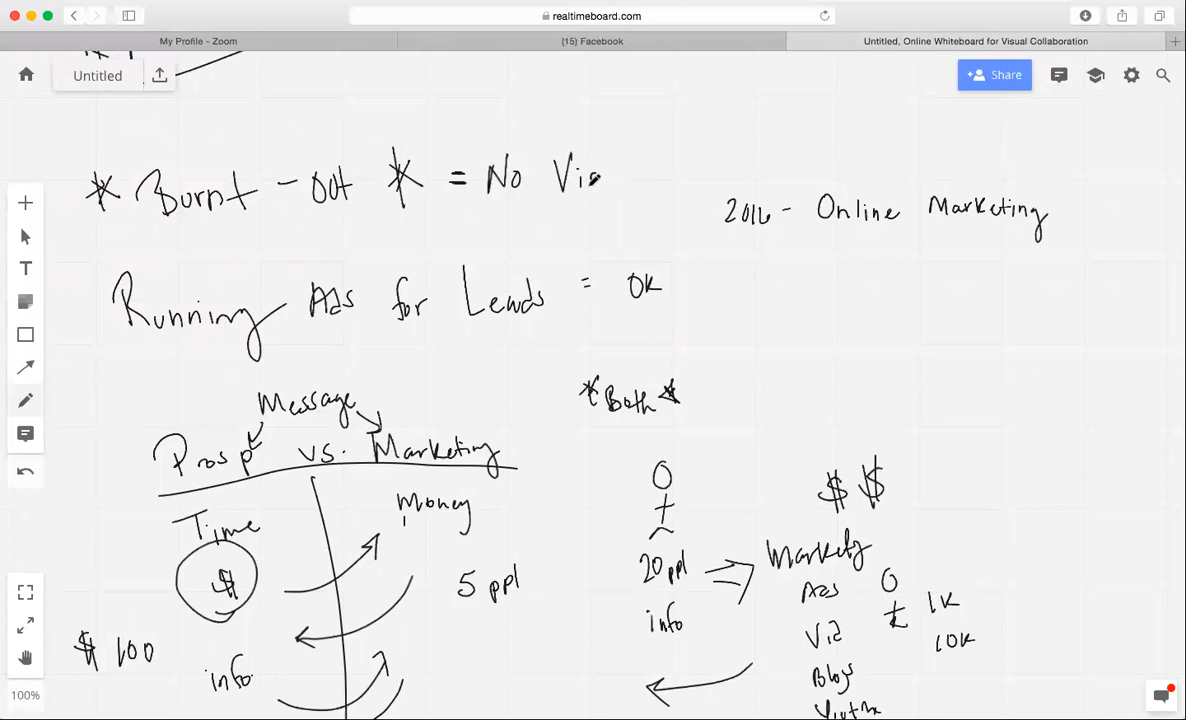 realtimeboard.com
My Profile - Zoom
(15) Facebook
Untitled, Online Whiteboard for Visual Collaboration
Untitled
Share
* Burnt - Out * = No Vis
2016 - Online Marketing
Running Ads for Leads = OK
Message
*Both*
Prosp vs. Marketing
Time
Money
$ $
$
5 ppl
20 ppl
Markety
Ads
1K
info
Vid
10K
$ 100
info
Blogs
100%